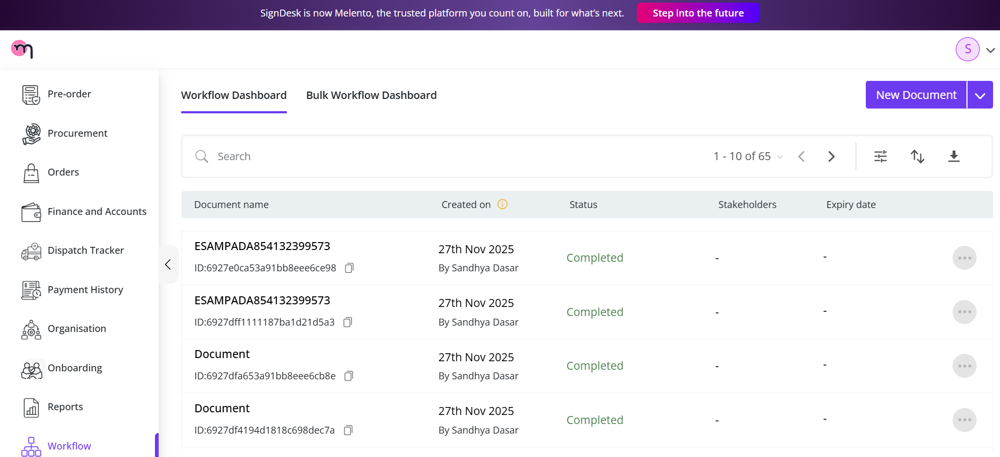 SignDesk is now Melento, the trusted platform you count on, built for what’s next.
Step into the future
m
S
Pre-order
Procurement
Orders
Finance and Accounts
Dispatch Tracker
Payment History
Organisation
Onboarding
Reports
Workflow
Workflow Dashboard
Bulk Workflow Dashboard
New Document
Search
1 - 10 of 65
Document name
Created on
Status
Stakeholders
Expiry date
ESAMPADA854132399573
ID:6927e0ca53a91bb8eee6ce98
27th Nov 2025
By Sandhya Dasar
Completed
-
-
ESAMPADA854132399573
ID:6927dff1111187ba1d21d5a3
27th Nov 2025
By Sandhya Dasar
Completed
-
-
Document
ID:6927dfa653a91bb8eee6cb8e
27th Nov 2025
By Sandhya Dasar
Completed
-
-
Document
ID:6927df4194d1818c698dec7a
27th Nov 2025
By Sandhya Dasar
Completed
-
-